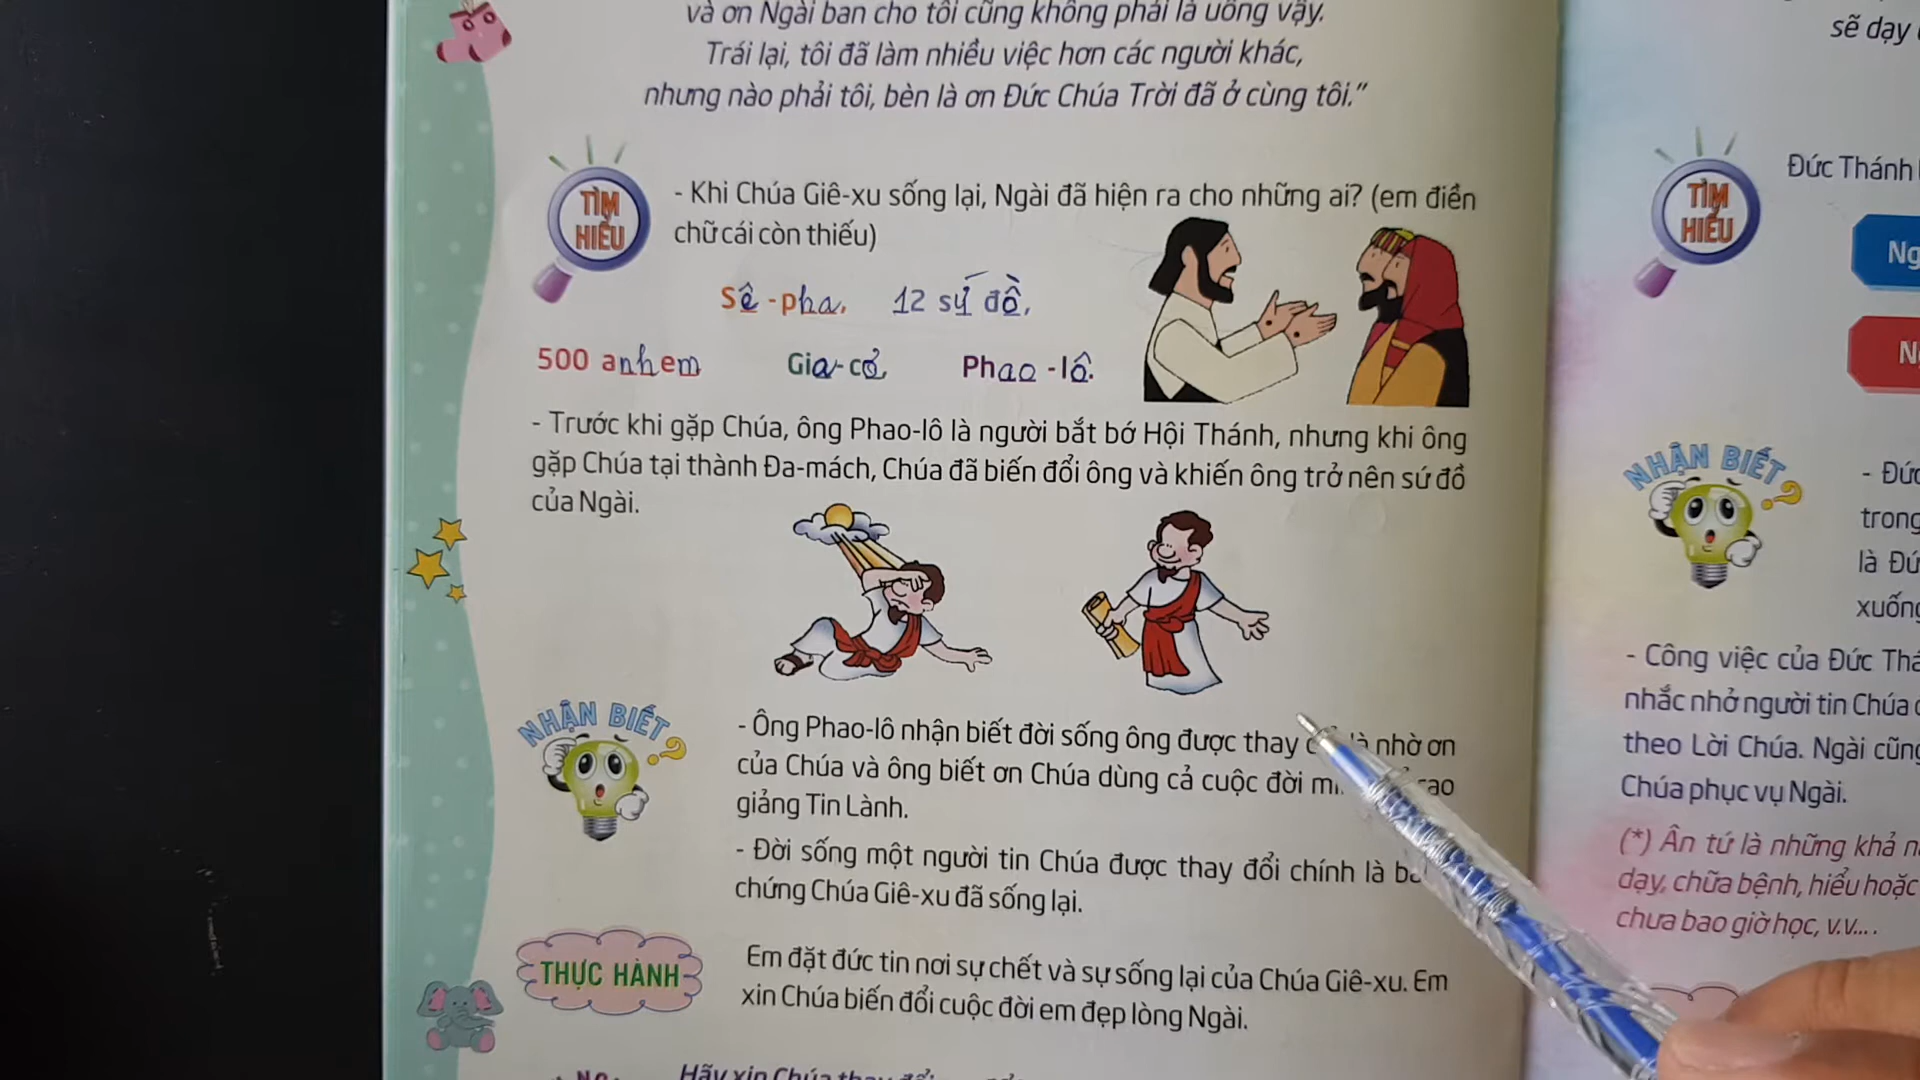 và ơn Ngài ban cho tôi cũng không phải là uổng vậy.
Trái lại, tôi đã làm nhiều việc hơn các người khác,
nhưng nào phải tôi, bèn là ơn Đức Chúa Trời đã ở cùng tôi.”
TÌM
HIỂU
- Khi Chúa Giê-xu sống lại, Ngài đã hiện ra cho những ai? (em điền
chữ cái còn thiếu)
Sê-pha, 12 sứ đồ,
500 anh em Gia-cơ, Phao-lô.
- Trước khi gặp Chúa, ông Phao-lô là người bắt bớ Hội Thánh, nhưng khi ông
gặp Chúa tại thành Đa-mách, Chúa đã biến đổi ông và khiến ông trở nên sứ đồ
của Ngài.
NHẬN BIẾT
?
- Ông Phao-lô nhận biết đời sống ông được thay là nhờ ơn
của Chúa và ông biết ơn Chúa dùng cả cuộc đời rao
giảng Tin Lành.
- Đời sống một người tin Chúa được thay đổi chính là
chứng Chúa Giê-xu đã sống lại.
THỰC HÀNH
Em đặt đức tin nơi sự chết và sự sống lại của Chúa Giê-xu. Em
xin Chúa biến đổi cuộc đời em đẹp lòng Ngài.
Hãy xin Chúa thay
sẽ dạy
TÌM
HIỂU
Đức Thánh
NHẬN BIẾT
?
- Đức
trong
là
xuống
- Công việc của Đức
nhắc nhở người tin Chúa
theo Lời Chúa. Ngài cũng
Chúa phục vụ Ngài.
(*) Ân tứ là những khả
dạy, chữa bệnh, hiểu hoặc
chưa bao giờ học, v.v... .